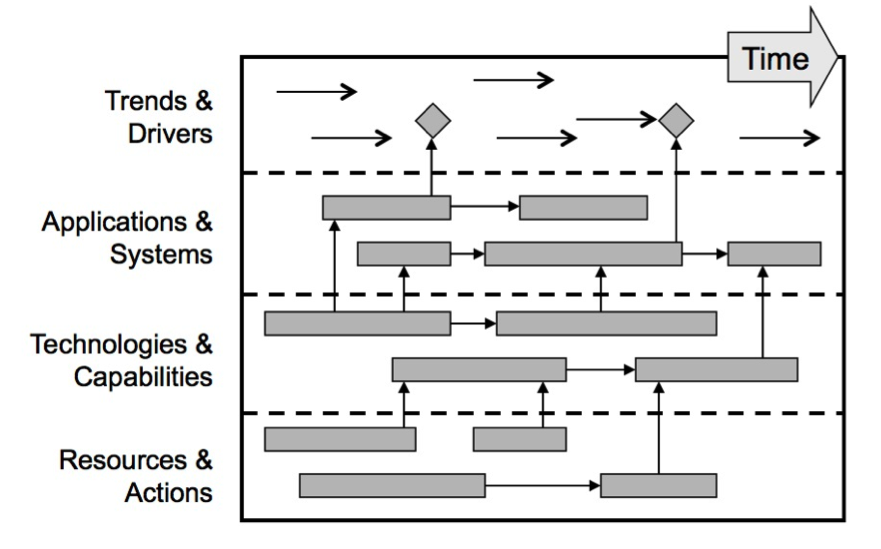 Time
Trends &
Drivers
Applications &
Systems
Technologies &
Capabilities
Resources &
Actions